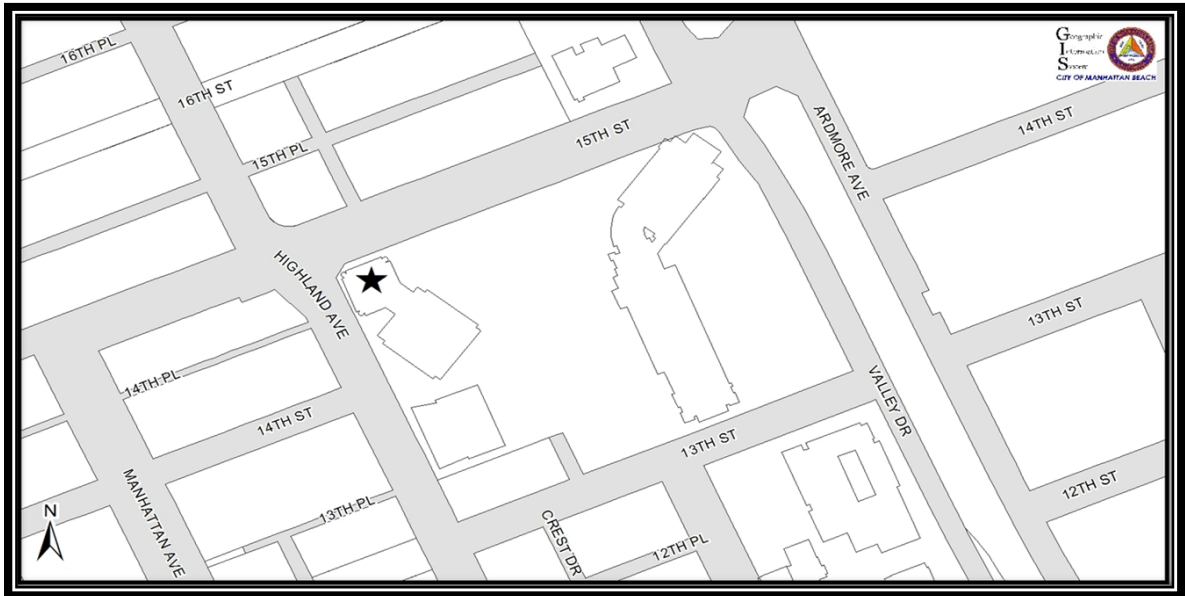 16TH PL
Geographic
Information
System
CITY OF MANHATTAN BEACH
16TH ST
15TH PL
15TH ST
ARDMORE AVE
14TH ST
HIGHLAND AVE
13TH ST
14TH PL
14TH ST
VALLEY DR
13TH ST
MANHATTAN AVE
13TH PL
CREST DR
12TH PL
12TH ST
N